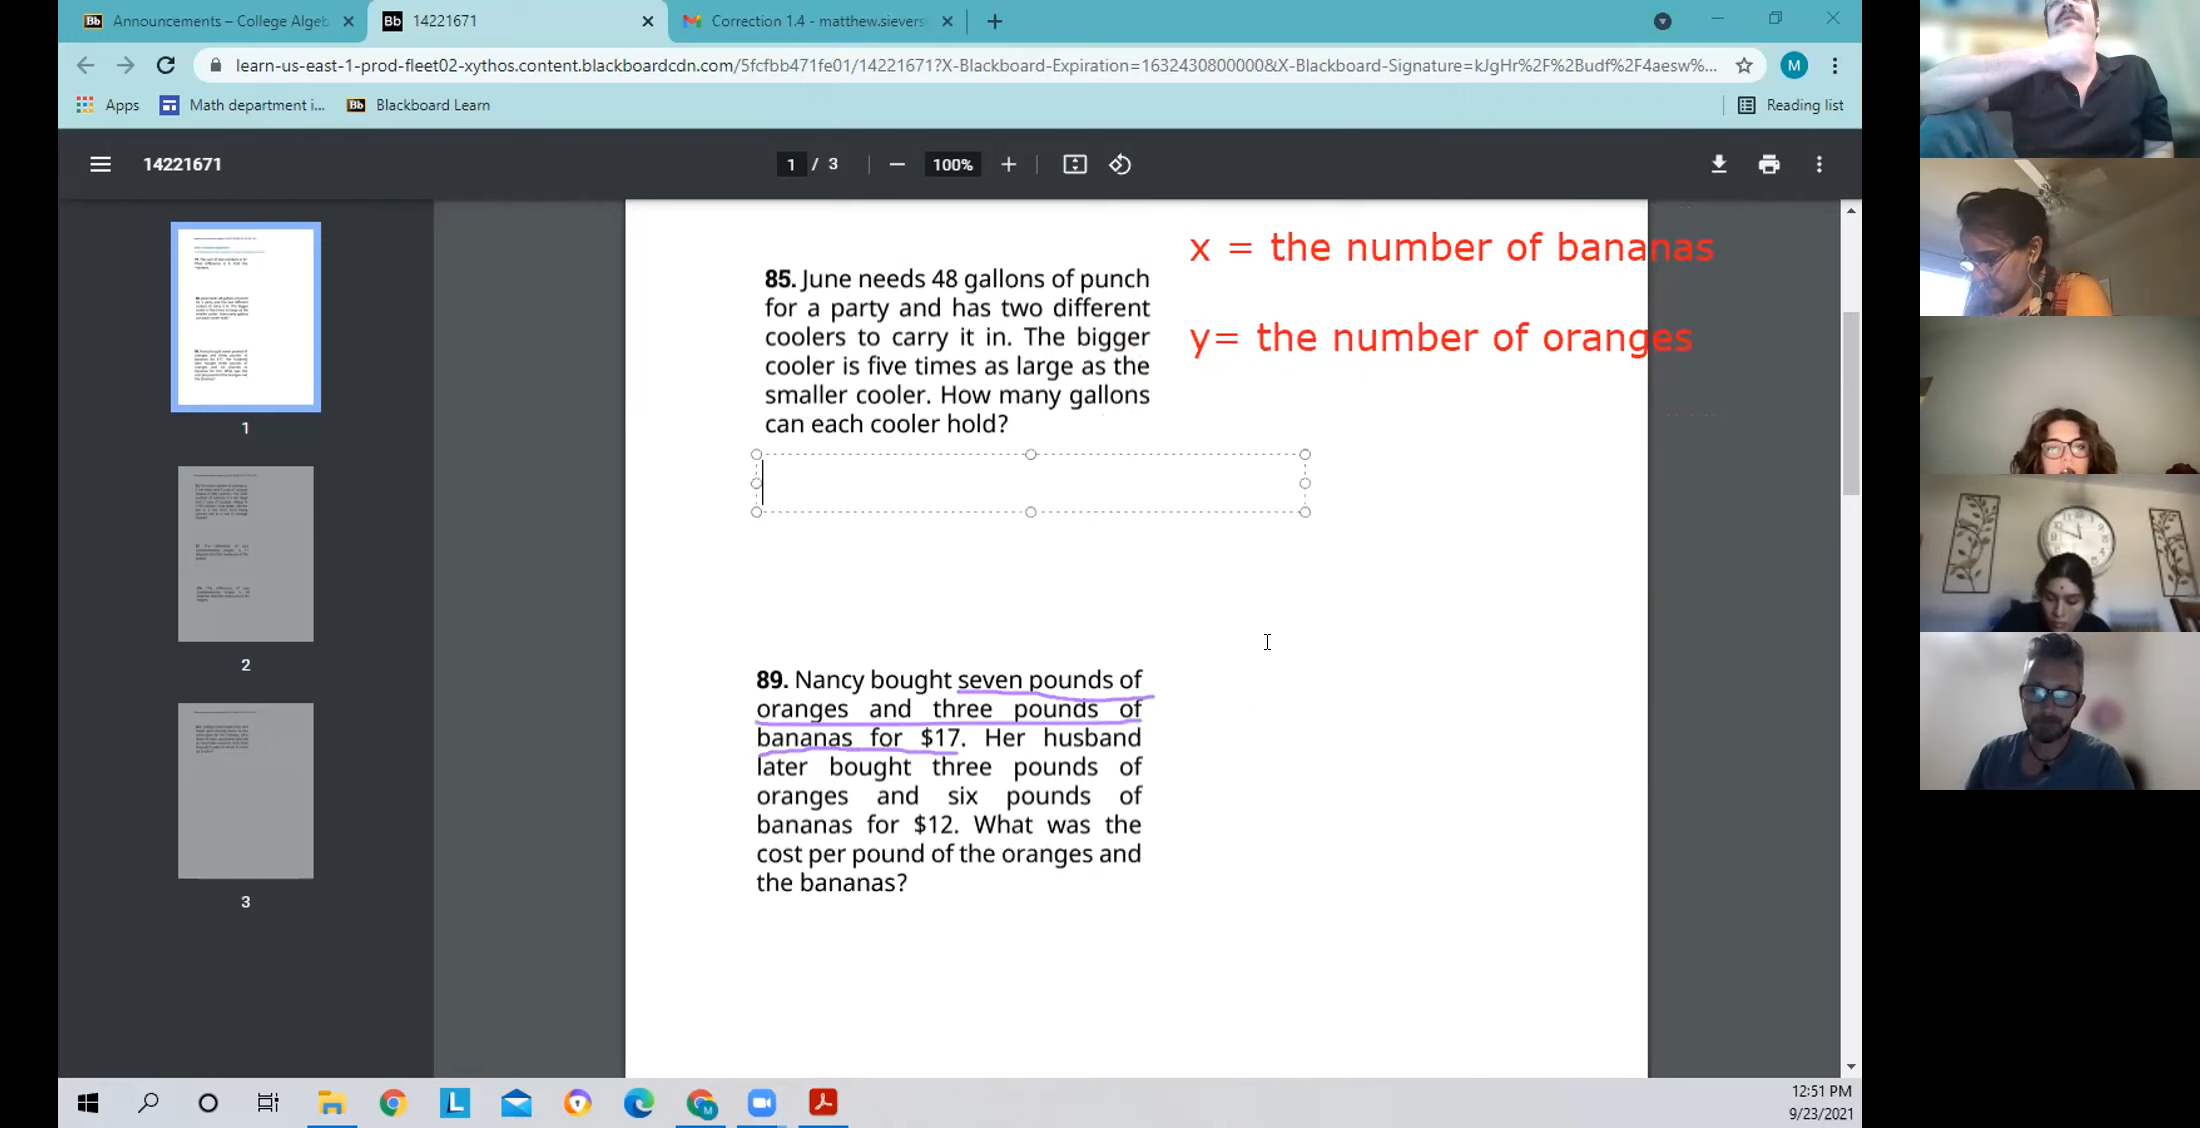 Announcements – College Algeb
14221671
Correction 1.4 - matthew.sievers
learn-us-east-1-prod-fleet02-xythos.content.blackboardcdn.com/5fcfbb471fe01/14221671?X-Blackboard-Expiration=1632430800000&X-Blackboard-Signature=kJgHr%2F%2Budf%2F4aesw%...
M
Apps
Math department i...
Bb Blackboard Learn
Reading list
14221671
1 / 3
100%
x = the number of bananas
y= the number of oranges
85. June needs 48 gallons of punch
for a party and has two different
coolers to carry it in. The bigger
cooler is five times as large as the
smaller cooler. How many gallons
can each cooler hold?
89. Nancy bought seven pounds of
oranges and three pounds of
bananas for $17. Her husband
later bought three pounds of
oranges and six pounds of
bananas for $12. What was the
cost per pound of the oranges and
the bananas?
1
2
3
12:51 PM
9/23/2021